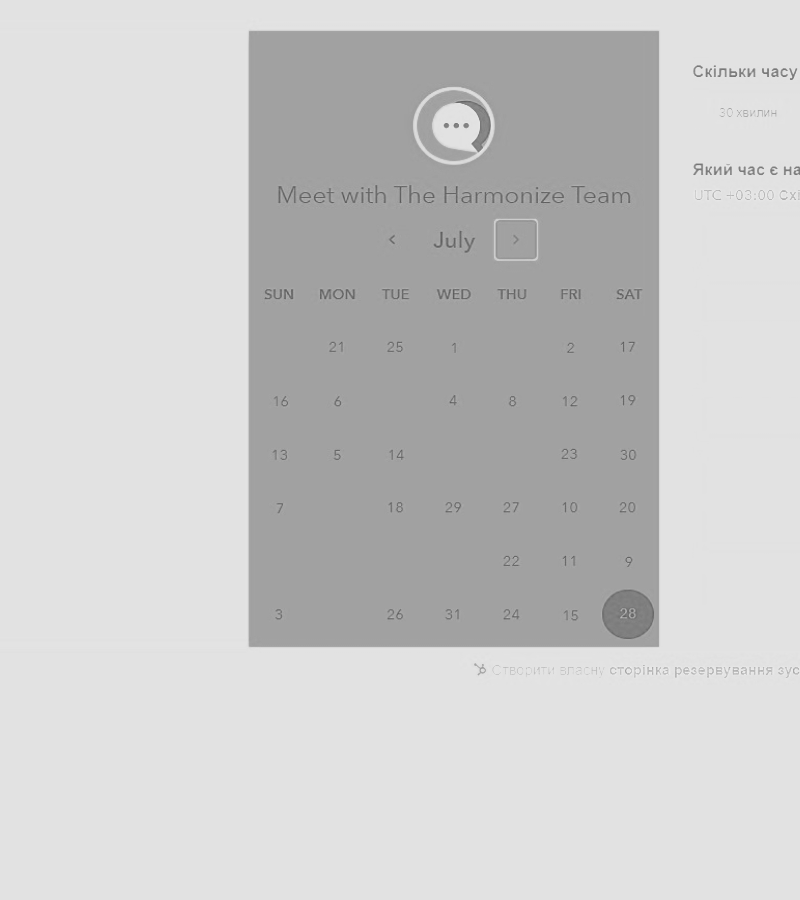 Скільки часу
30 хвилин
Який час є на
UTC +03:00 Схі
Meet with The Harmonize Team
July
SUN MON TUE WED THU FRI SAT
21 25 1 2 17
16 6 4 8 12 19
13 5 14 23 30
7 18 29 27 10 20
22 11 9
3 26 31 24 15 28
Створити власну сторінка резервування зус